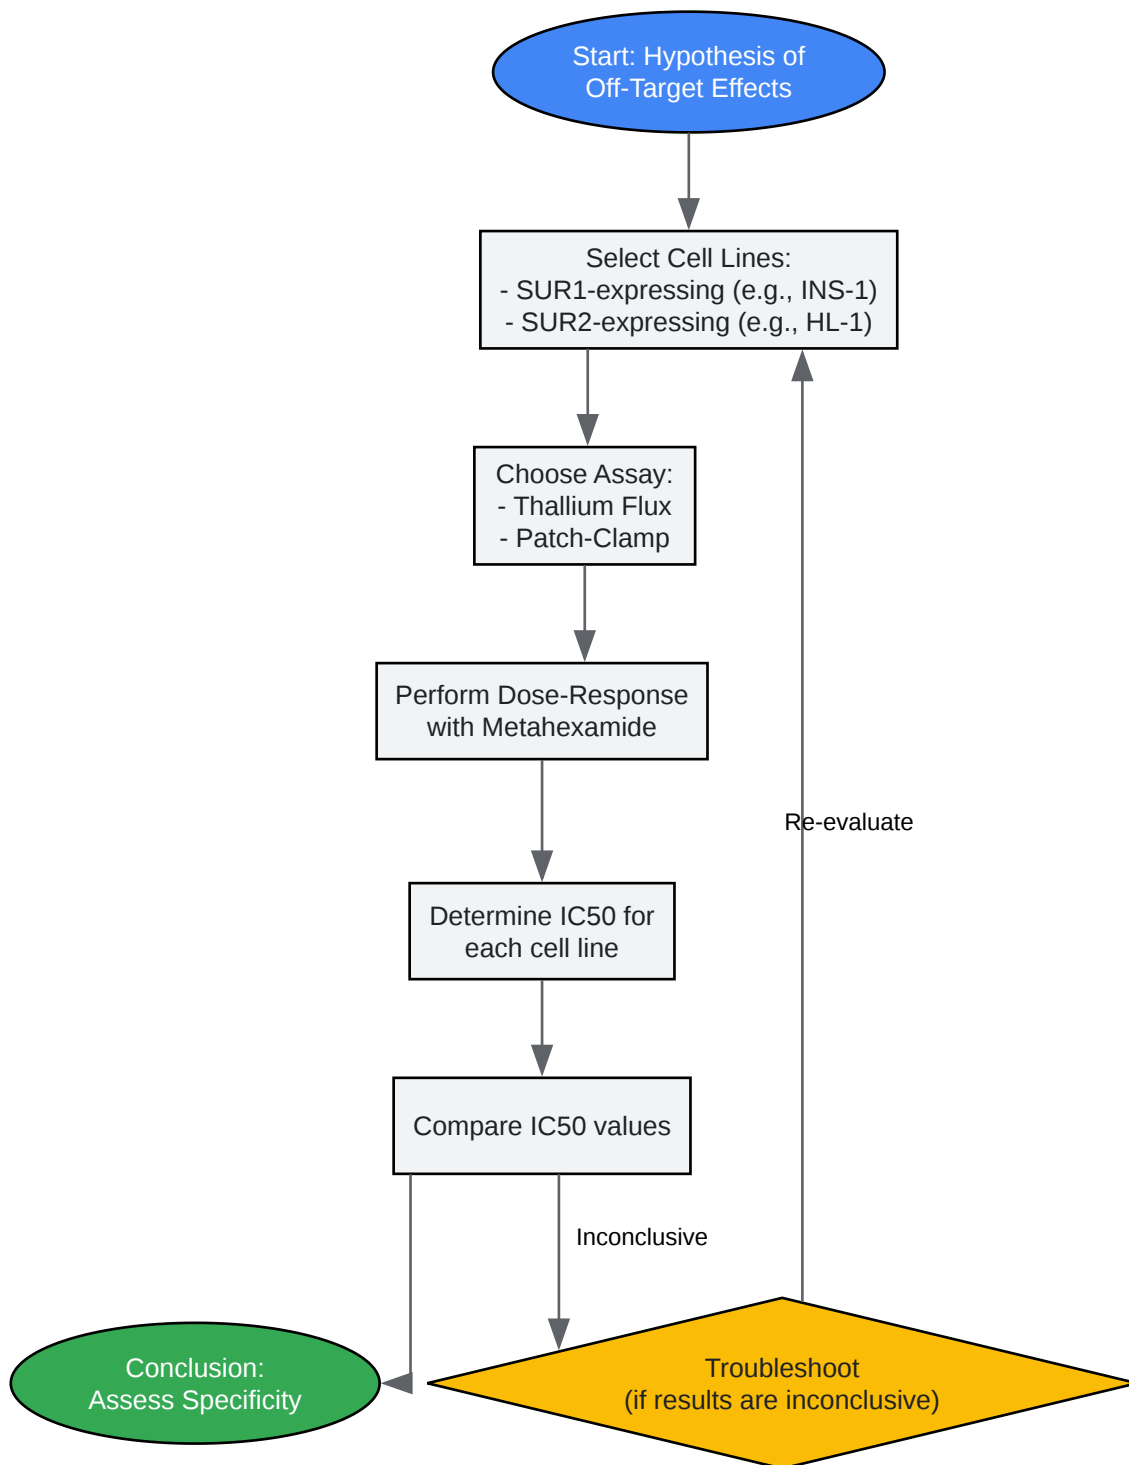 Start: Hypothesis of
Off-Target Effects
Select Cell Lines:
- SUR1-expressing (e.g., INS-1)
- SUR2-expressing (e.g., HL-1)
Choose Assay:
- Thallium Flux
- Patch-Clamp
Perform Dose-Response
with Metahexamide
Re-evaluate
Determine IC50 for
each cell line
Compare IC50 values
Inconclusive
Conclusion:
Assess Specificity
Troubleshoot
(if results are inconclusive)